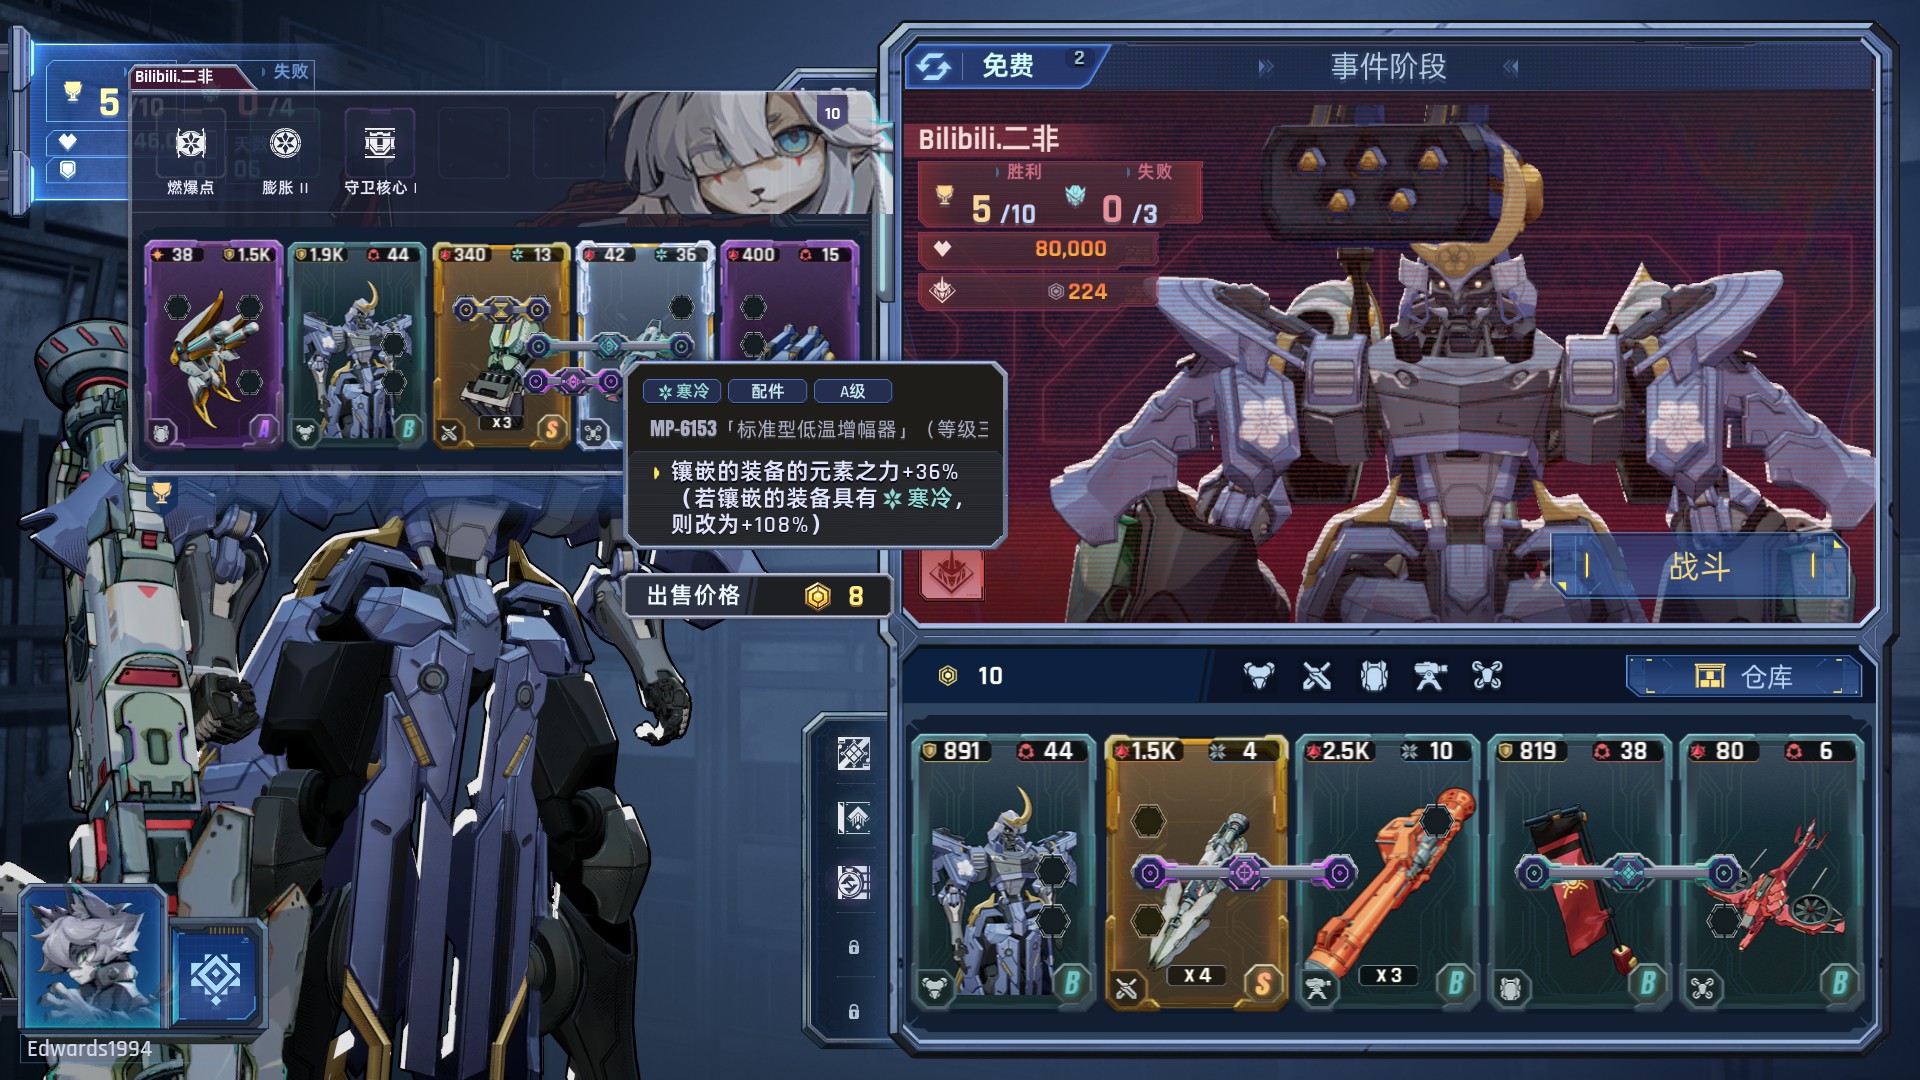 失败
5/10
0/4
Bilibili.二非
10
燃爆点
膨胀 II
守卫核心 I
38 1.5K
A
1.9K 44
B
340 13
x3
S
42 36
400 15
寒冷
配件
A级
MP-6153「标准型低温增幅器」（等级三
镶嵌的装备的元素之力+36%
（若镶嵌的装备具有 寒冷，
则改为+108%）
出售价格 8
免费 2
事件阶段
Bilibili.二非
胜利 失败
5/10 0/3
80,000
224
战斗
10
仓库
891 44
B
1.5K 4
x4
S
2.5K 10
x3
B
819 38
B
80 6
B
Edwards1994